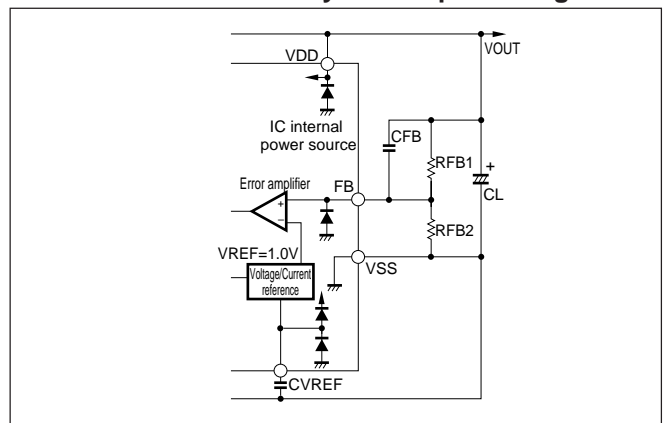 VOUT
VDD
IC internal
power source
CFB
RFB1
+
CL
FB
Error amplifier
+
−
RFB2
VREF=1.0V
VSS
Voltage/Current
reference
CVREF